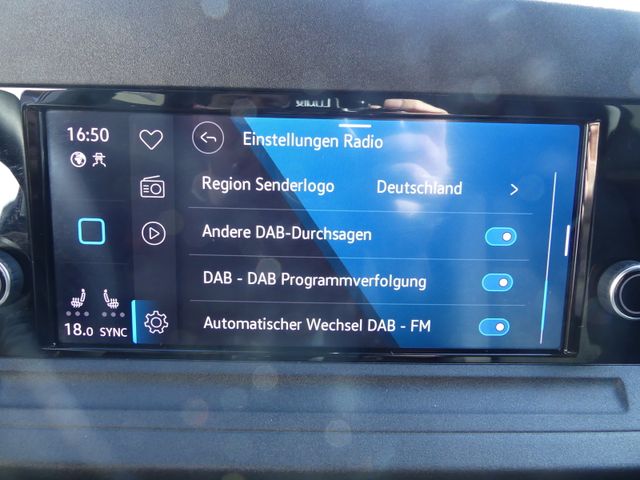 16:50
Einstellungen Radio
Region Senderlogo Deutschland
Andere DAB-Durchsagen
DAB - DAB Programmverfolgung
Automatischer Wechsel DAB - FM
18.0 SYNC